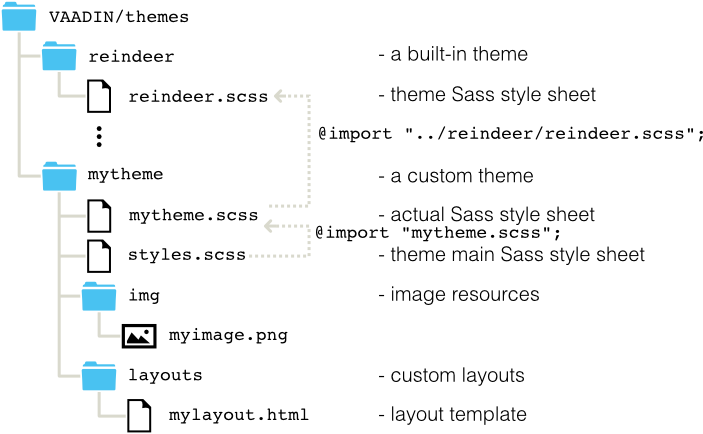 VAADIN/themes
reindeer - a built-in theme
reindeer.scss - theme Sass style sheet
@import "../reindeer/reindeer.scss";
mytheme - a custom theme
mytheme.scss - actual Sass style sheet
@import "mytheme.scss";
styles.scss - theme main Sass style sheet
img - image resources
myimage.png
layouts - custom layouts
mylayout.html - layout template